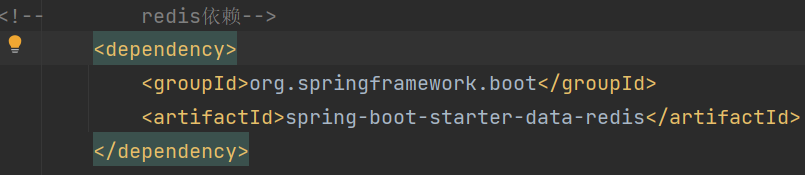 <!--        redis依赖-->
<dependency>
<groupId>org.springframework.boot</groupId>
<artifactId>spring-boot-starter-data-redis</artifactId>
</dependency>